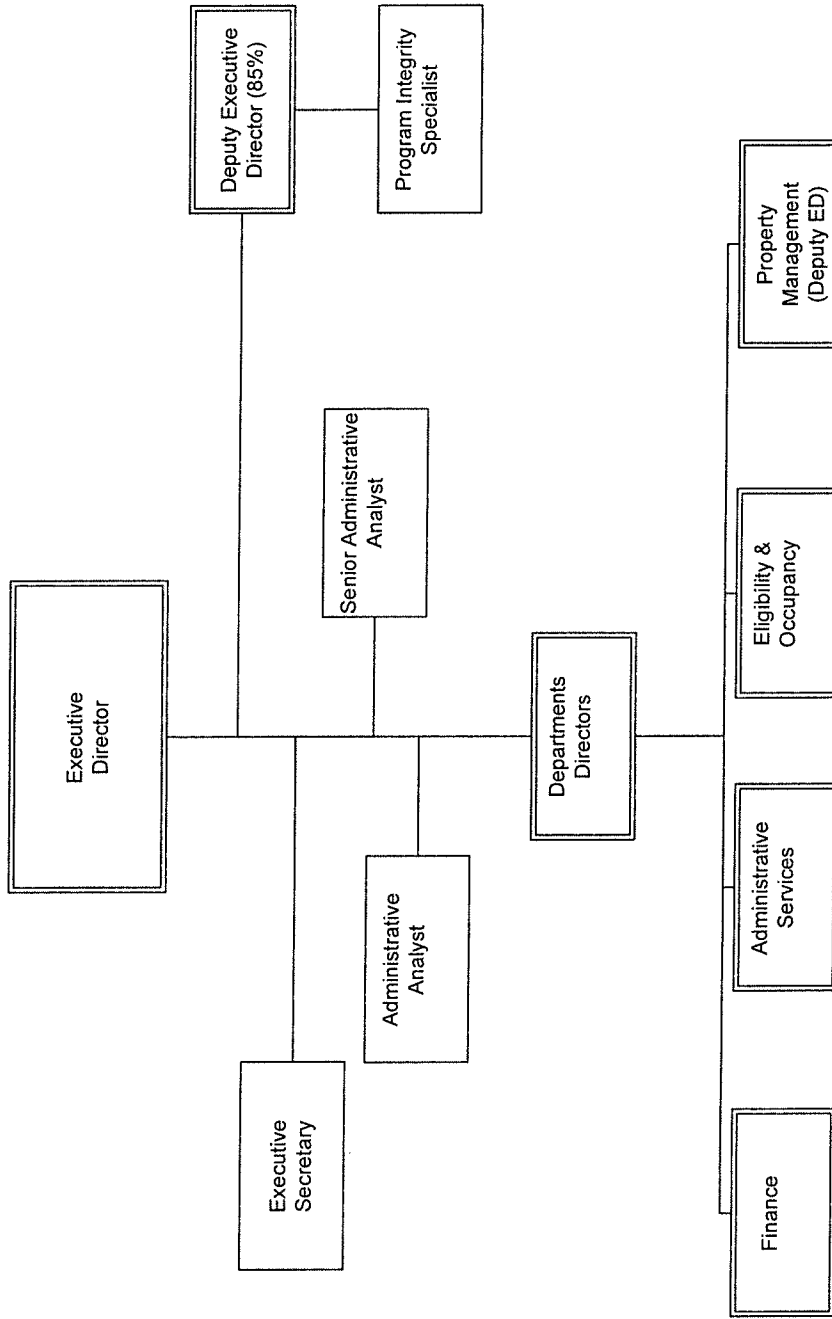 Executive
Director
Deputy Executive
Director (85%)
Program Integrity
Specialist
Executive
Secretary
Senior Administrative
Analyst
Administrative
Analyst
Departments
Directors
Finance
Administrative
Services
Eligibility &
Occupancy
Property
Management
(Deputy ED)